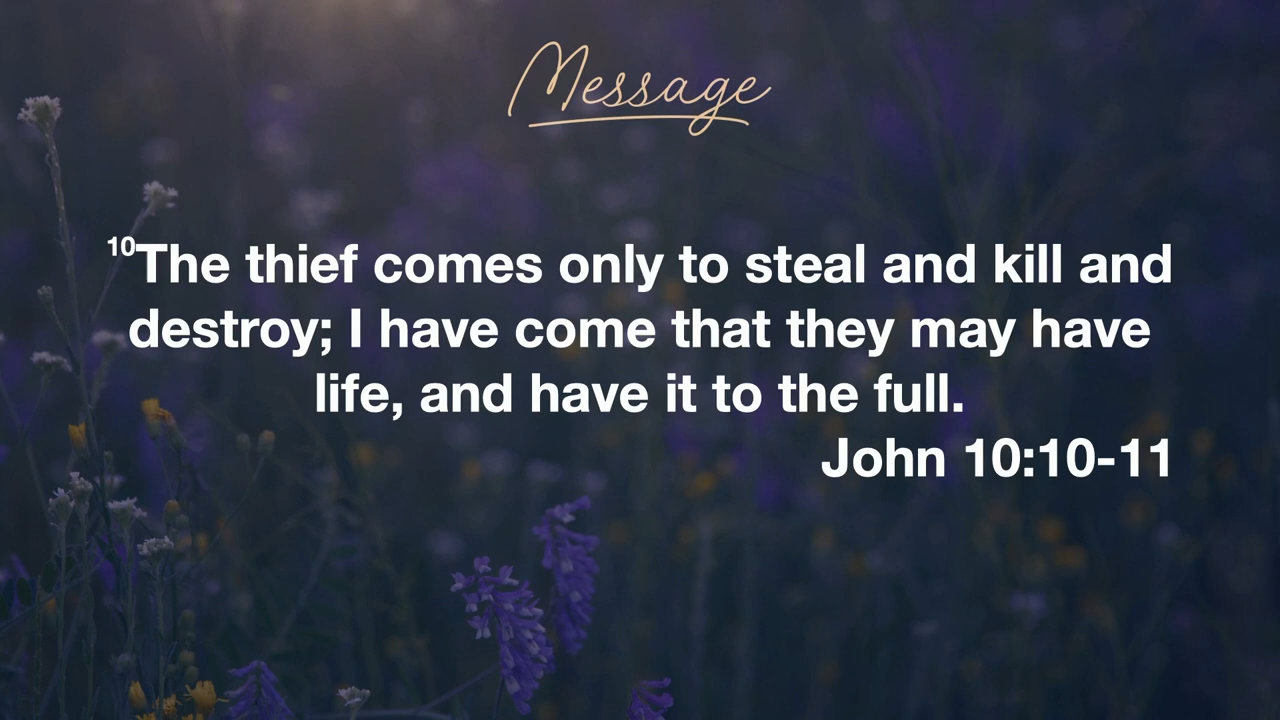 Message
10The thief comes only to steal and kill and
destroy; I have come that they may have
life, and have it to the full.
John 10:10-11